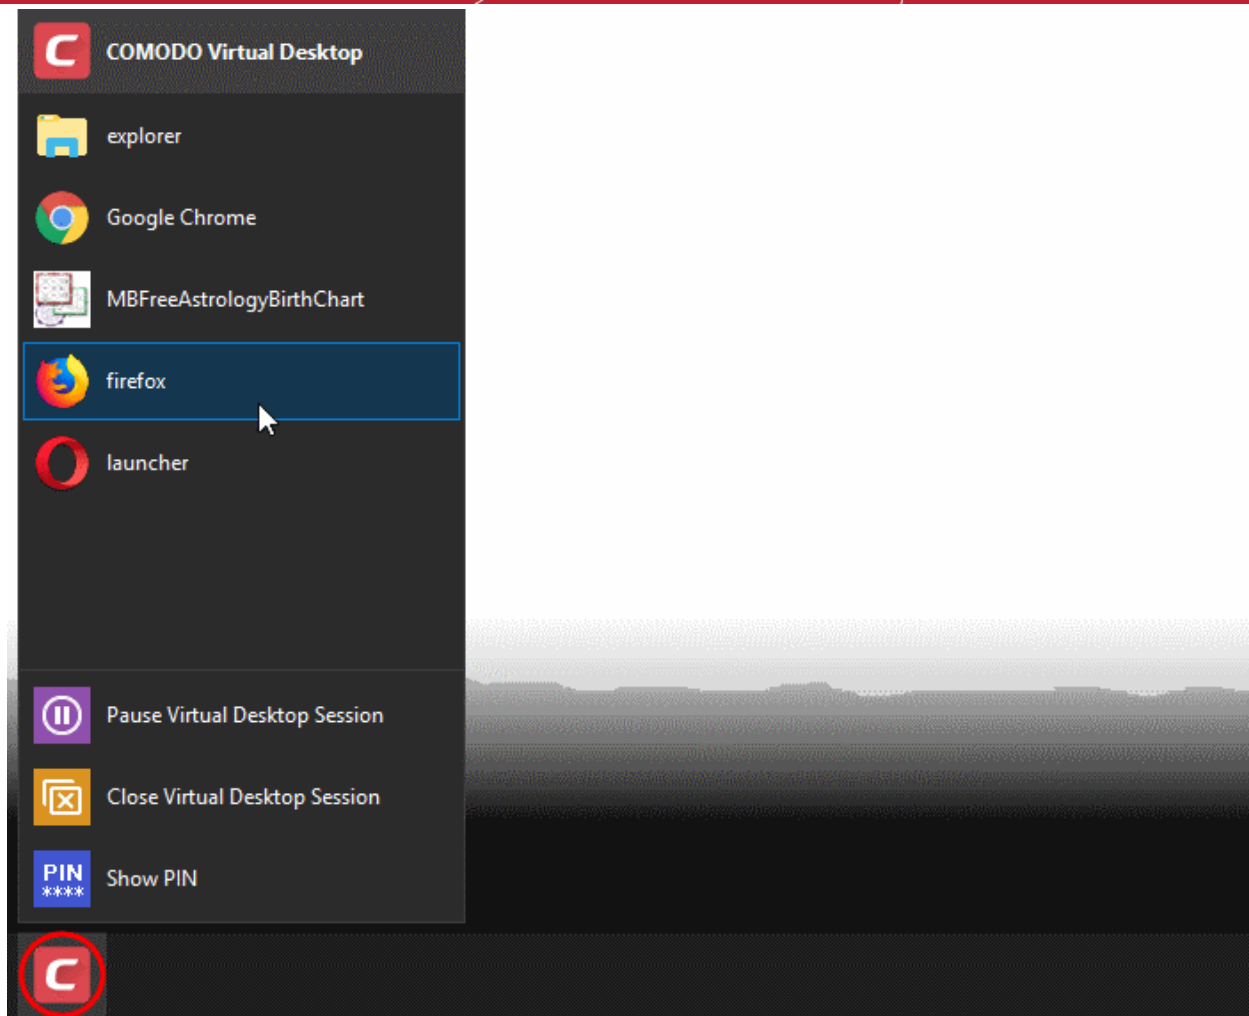 COMODO Virtual Desktop
explorer
Google Chrome
MBFreeAstrologyBirthChart
firefox
launcher
Pause Virtual Desktop Session
Close Virtual Desktop Session
PIN
****
Show PIN